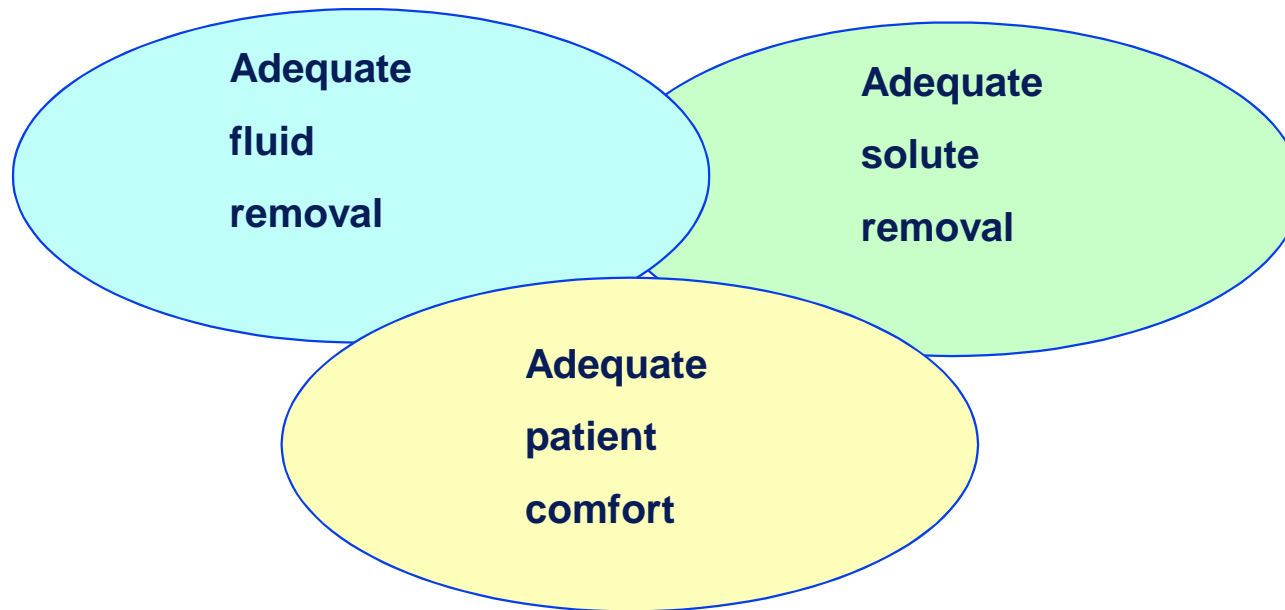 Adequate
fluid
removal
Adequate
solute
removal
Adequate
patient
comfort